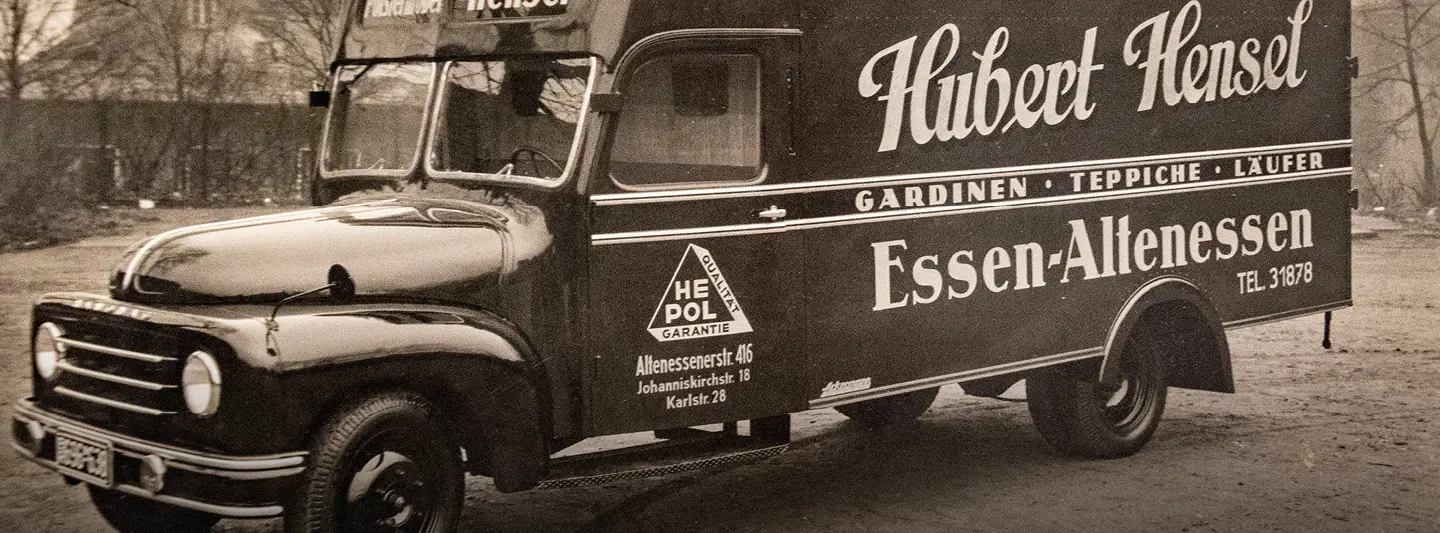 Hensel
Hubert Hensel
GARDINEN · TEPPICHE · LÄUFER
Essen-Altenessen
TEL. 31878
QUALITÄT
HE
POL
GARANTIE
Altenessenerstr. 416
Johanniskirchstr. 18
Karlstr. 28